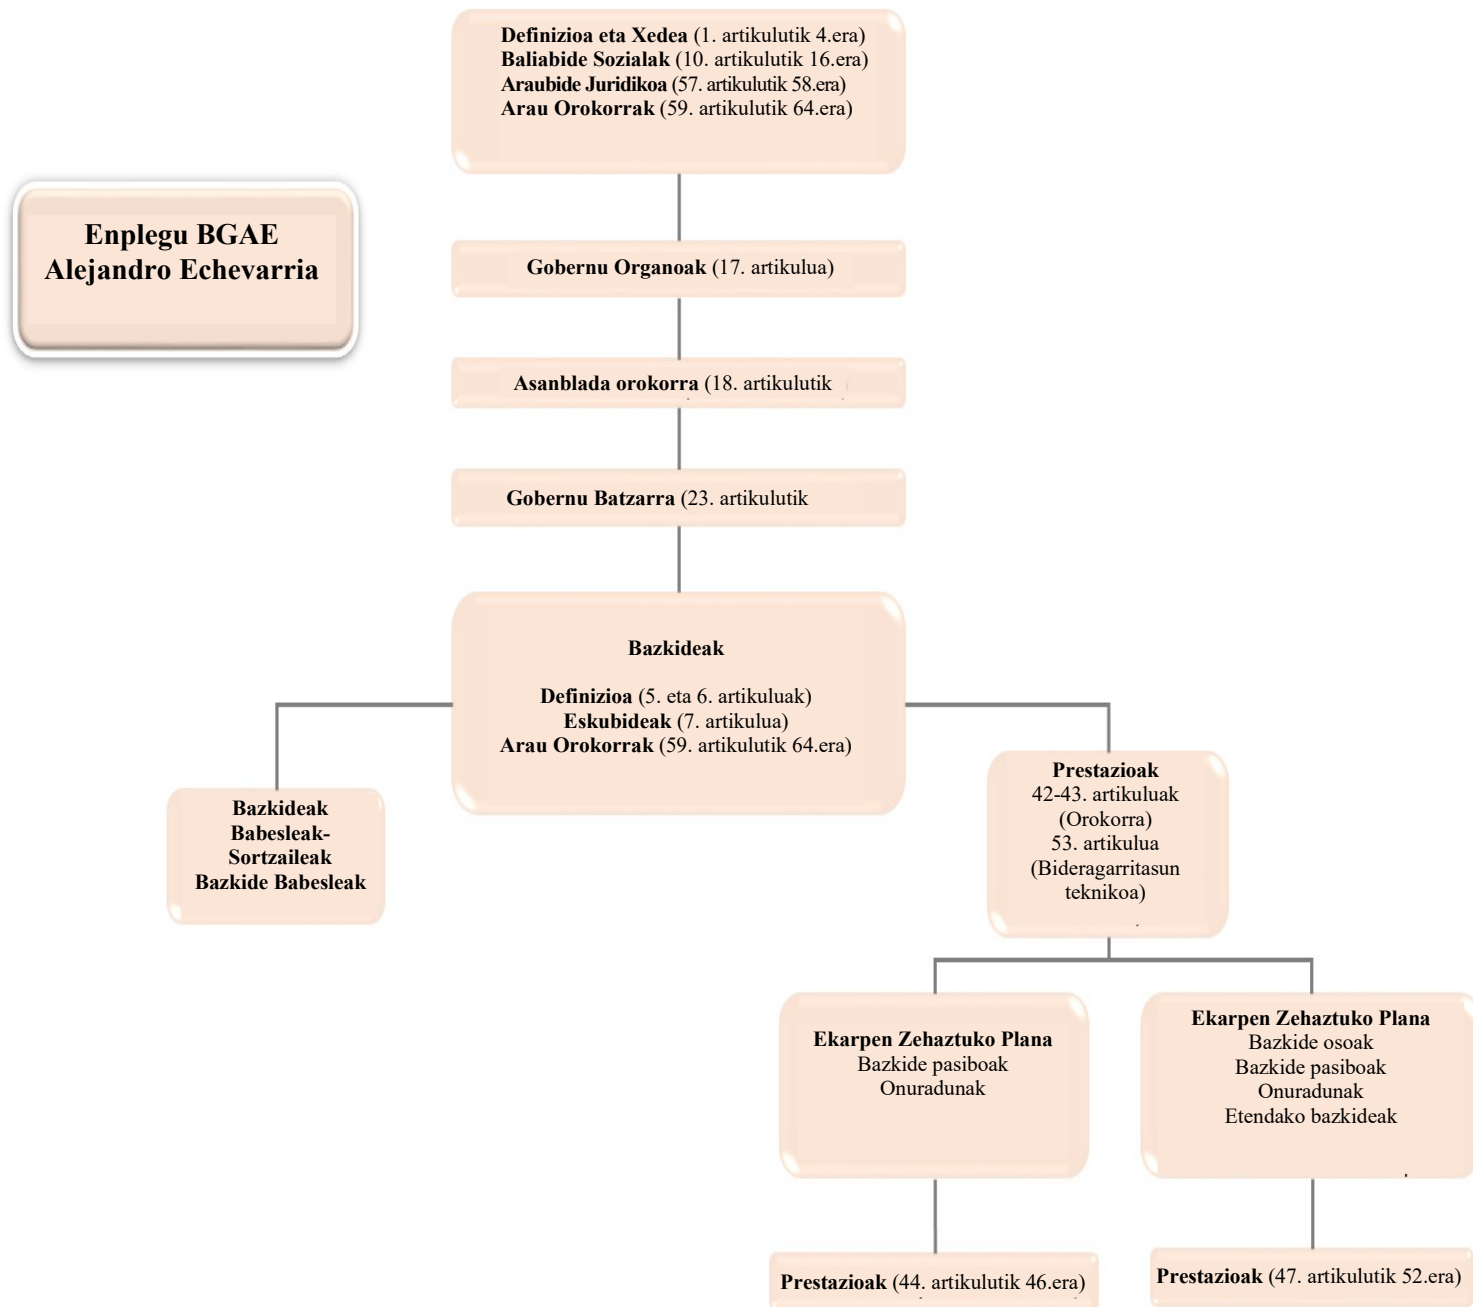 Definizioa eta Xedea (1. artikulutik 4.era)
Baliabide Sozialak (10. artikulutik 16.era)
Araubide Juridikoa (57. artikulutik 58.era)
Arau Orokorrak (59. artikulutik 64.era)
Enplegu BGAE
Alejandro Echevarria
Gobernu Organoak (17. artikulua)
Asanblada orokorra (18. artikulutik
Gobernu Batzarra (23. artikulutik
Bazkideak
Definizioa (5. eta 6. artikuluak)
Eskubideak (7. artikulua)
Arau Orokorrak (59. artikulutik 64.era)
Bazkideak
Babesleak-
Sortzaileak
Bazkide Babesleak
Prestazioak
42-43. artikuluak
(Orokorra)
53. artikulua
(Bideragarritasun
teknikoa)
Ekarpen Zehaztuko Plana
Bazkide pasiboak
Onuradunak
Ekarpen Zehaztuko Plana
Bazkide osoak
Bazkide pasiboak
Onuradunak
Etendako bazkideak
Prestazioak (44. artikulutik 46.era)
Prestazioak (47. artikulutik 52.era)